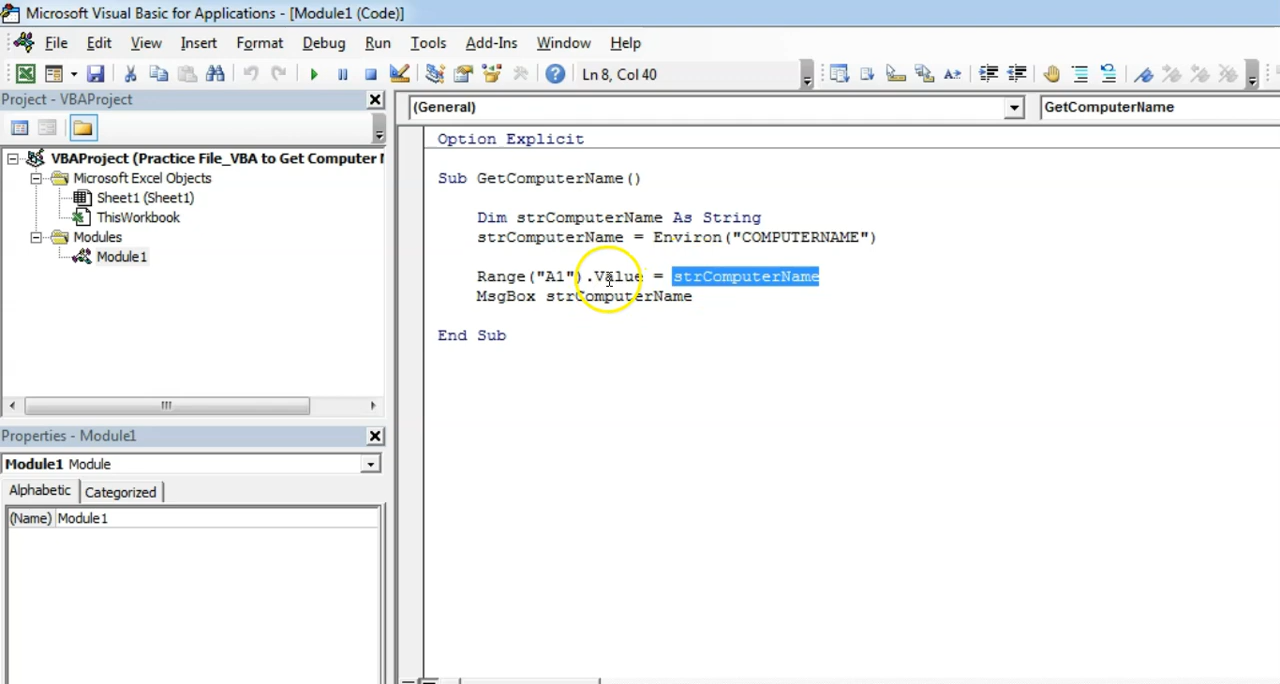 Microsoft Visual Basic for Applications - [Module1 (Code)]
File Edit View Insert Format Debug Run Tools Add-Ins Window Help
Ln 8, Col 40
Project - VBAProject
(General) GetComputerName
VBAProject (Practice File_VBA to Get Computer
Microsoft Excel Objects
Sheet1 (Sheet1)
ThisWorkbook
Modules
Module1
Option Explicit
Sub GetComputerName()
Dim strComputerName As String
strComputerName = Environ("COMPUTERNAME")
Range("A1").Value = strComputerName
MsgBox strComputerName
End Sub
Properties - Module1
Module1 Module
Alphabetic Categorized
(Name) Module1